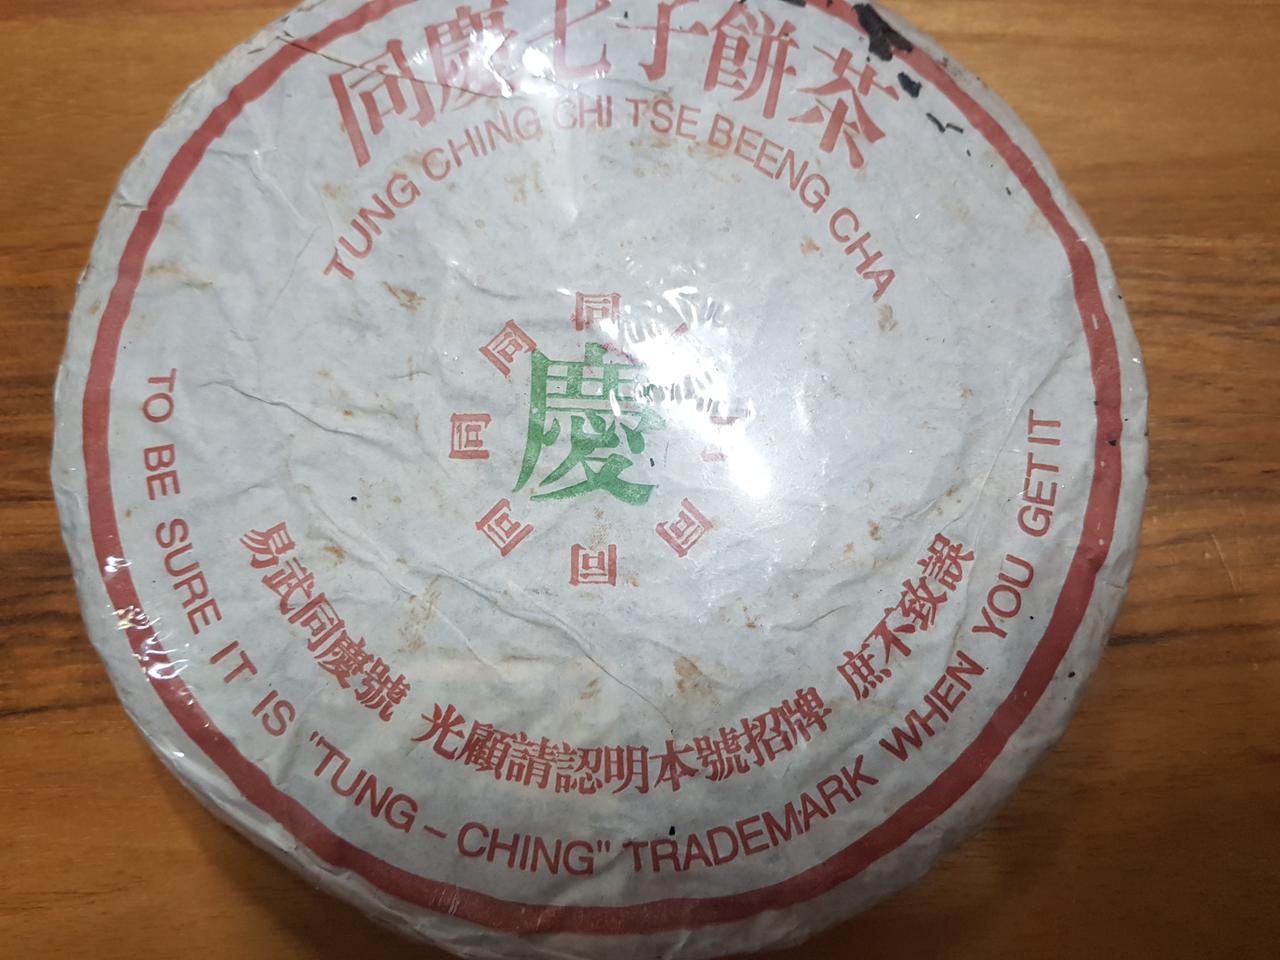 同慶七子餅茶
TUNG CHING CHI TSE BEENG CHA
同
同
同
慶
同
同
同
易武同慶號 光顧請認明本號招牌 庶不致誤
TO BE SURE IT IS "TUNG - CHING" TRADEMARK WHEN YOU GET IT